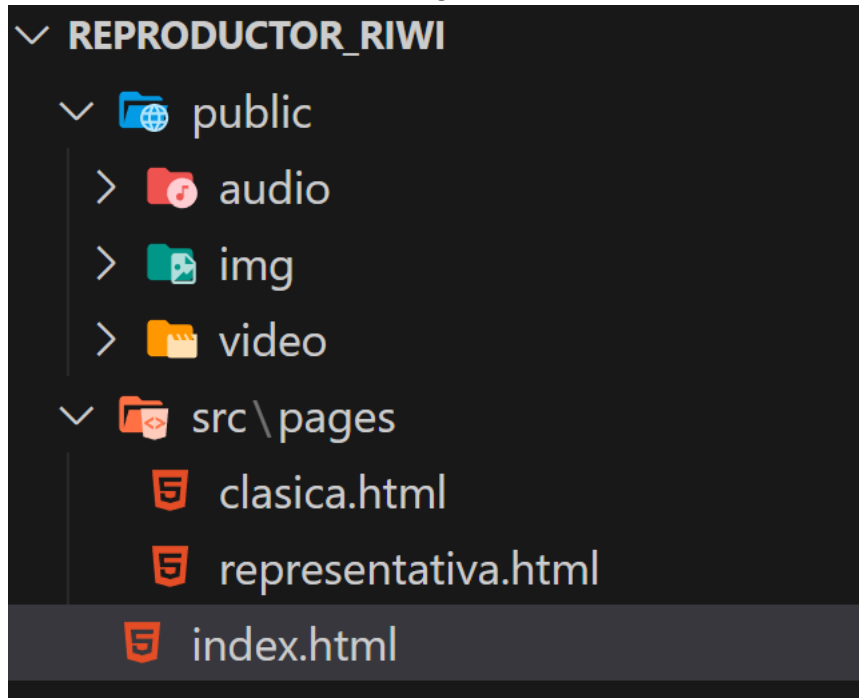 REPRODUCTOR_RIWI
public
audio
img
video
src\pages
clasica.html
representativa.html
index.html